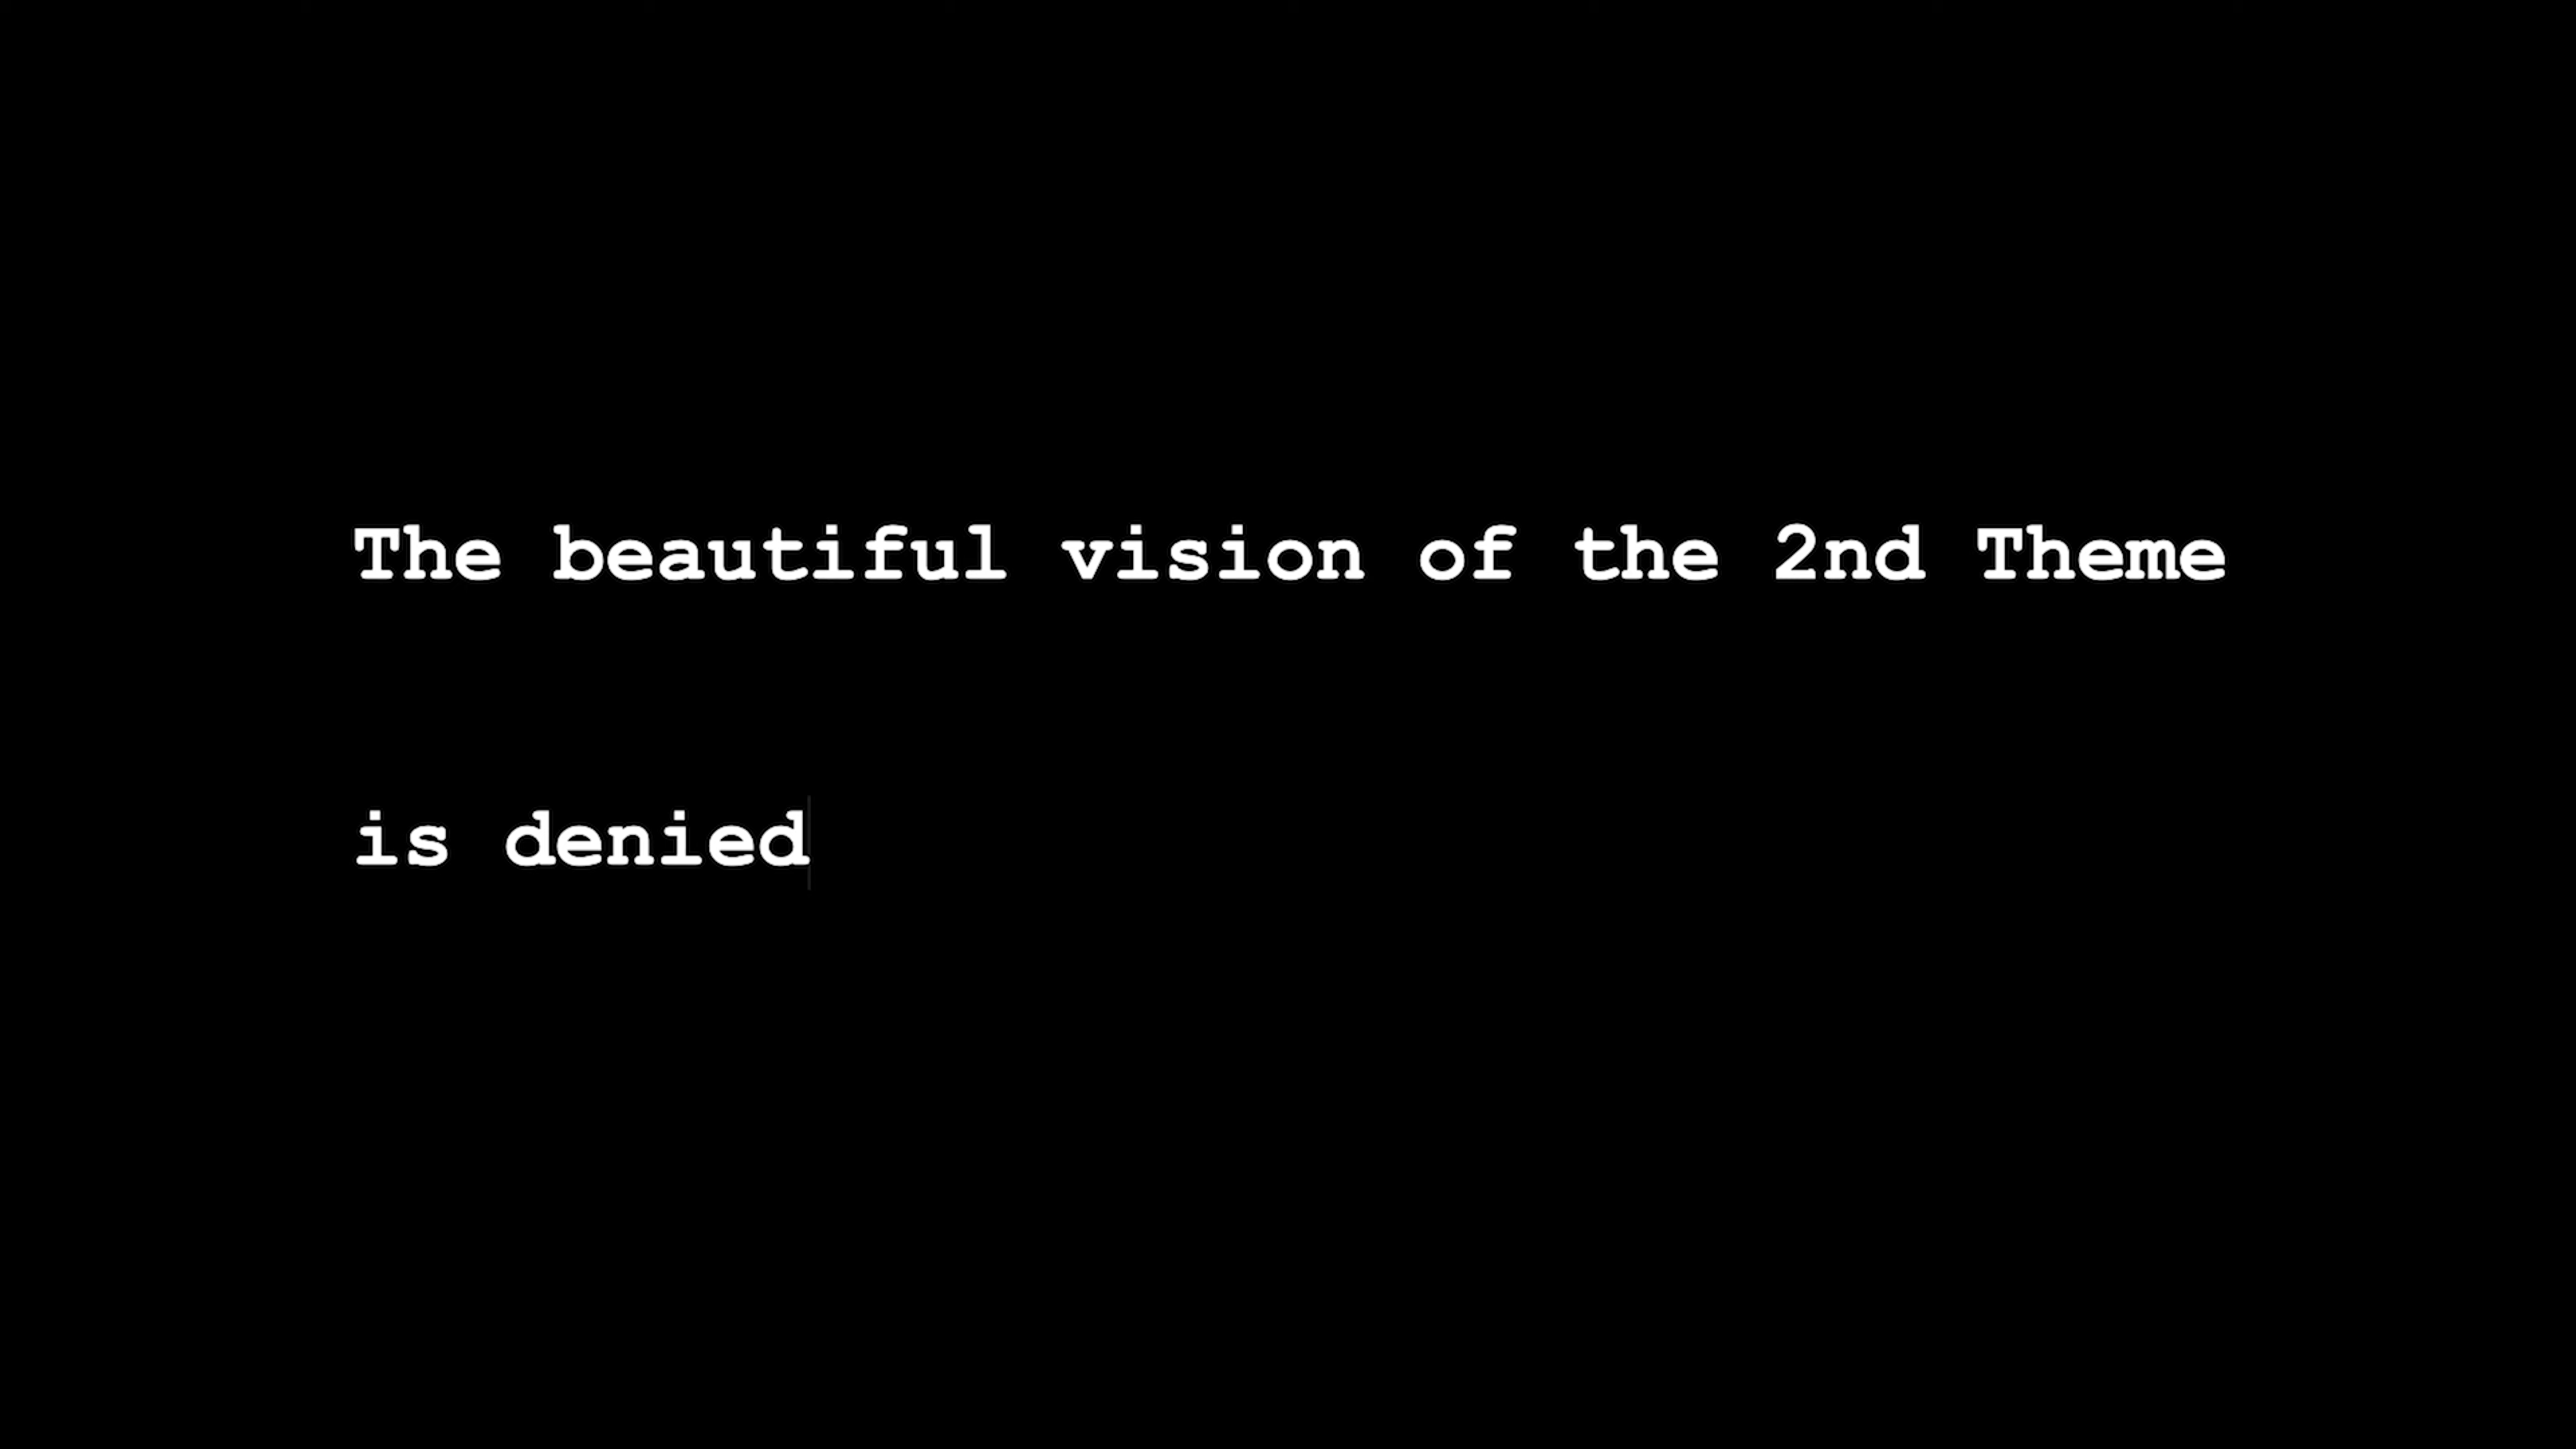 The beautiful vision of the 2nd Theme
is denied